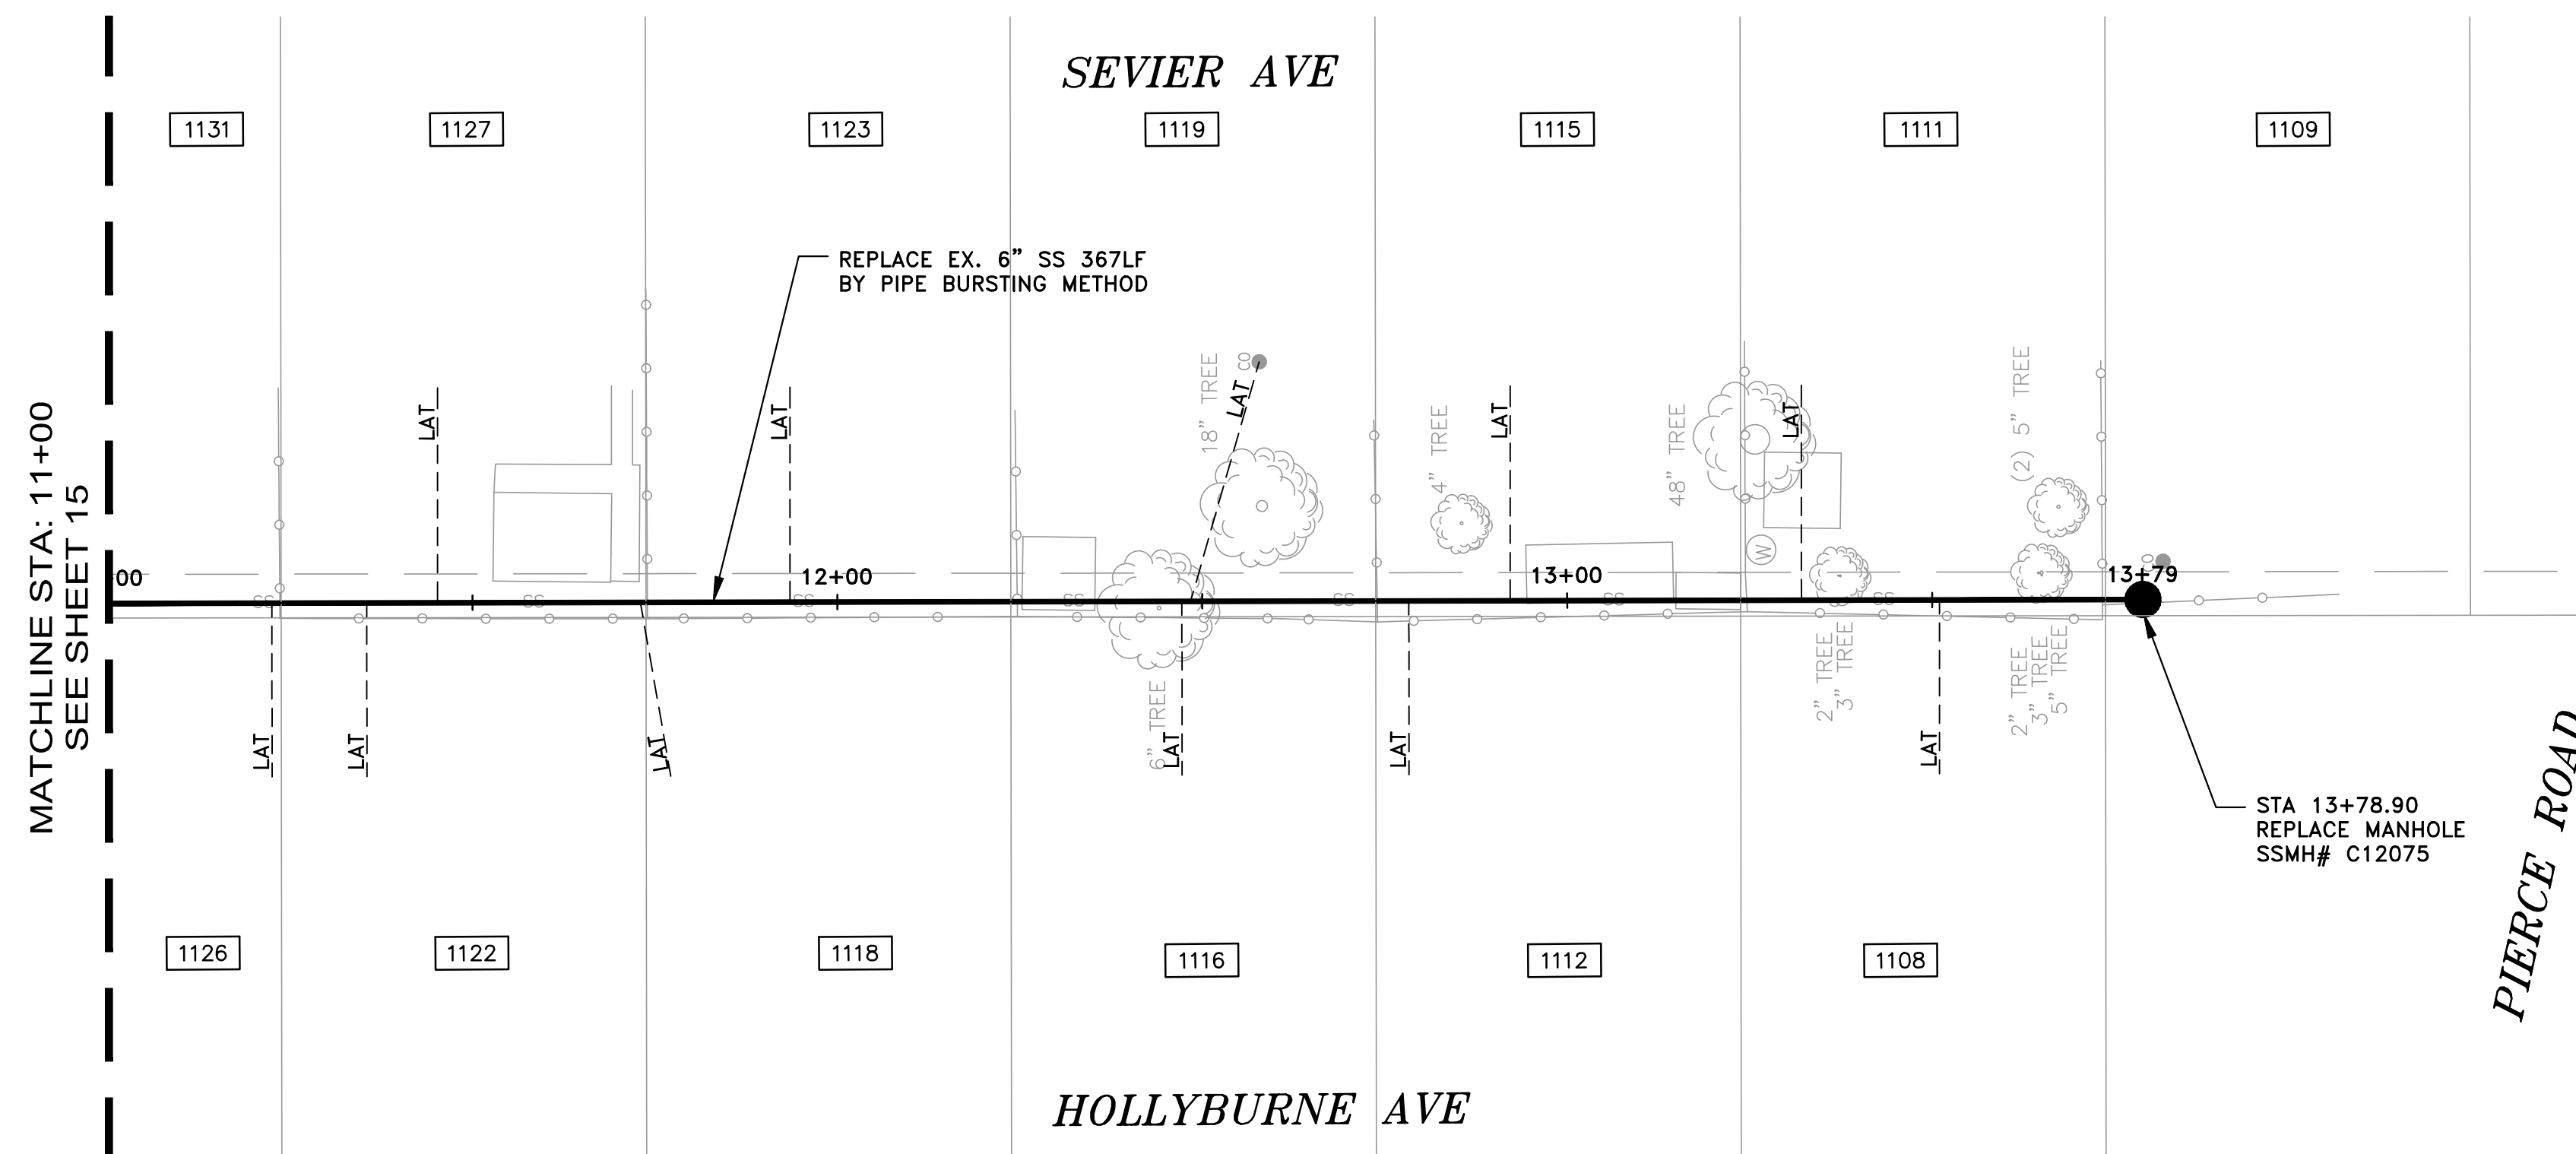 SEVIER AVE
1131
1127
1123
1119
1115
1111
1109
REPLACE EX. 6" SS 367LF
BY PIPE BURSTING METHOD
MATCHLINE STA: 11+00
SEE SHEET 15
LAT
LAT
18" TREE
LAT
CO
4" TREE
LAT
48" TREE
LAT
(2) 5" TREE
W
00
12+00
13+00
13+79
SS
SS
SS
SS
SS
SS
SS
LAT
LAT
LAT
6" TREE
LAT
LAT
2" TREE
3" TREE
LAT
2" TREE
3" TREE
5" TREE
STA 13+78.90
REPLACE MANHOLE
SSMH# C12075
PIERCE ROAD
1126
1122
1118
1116
1112
1108
HOLLYBURNE AVE